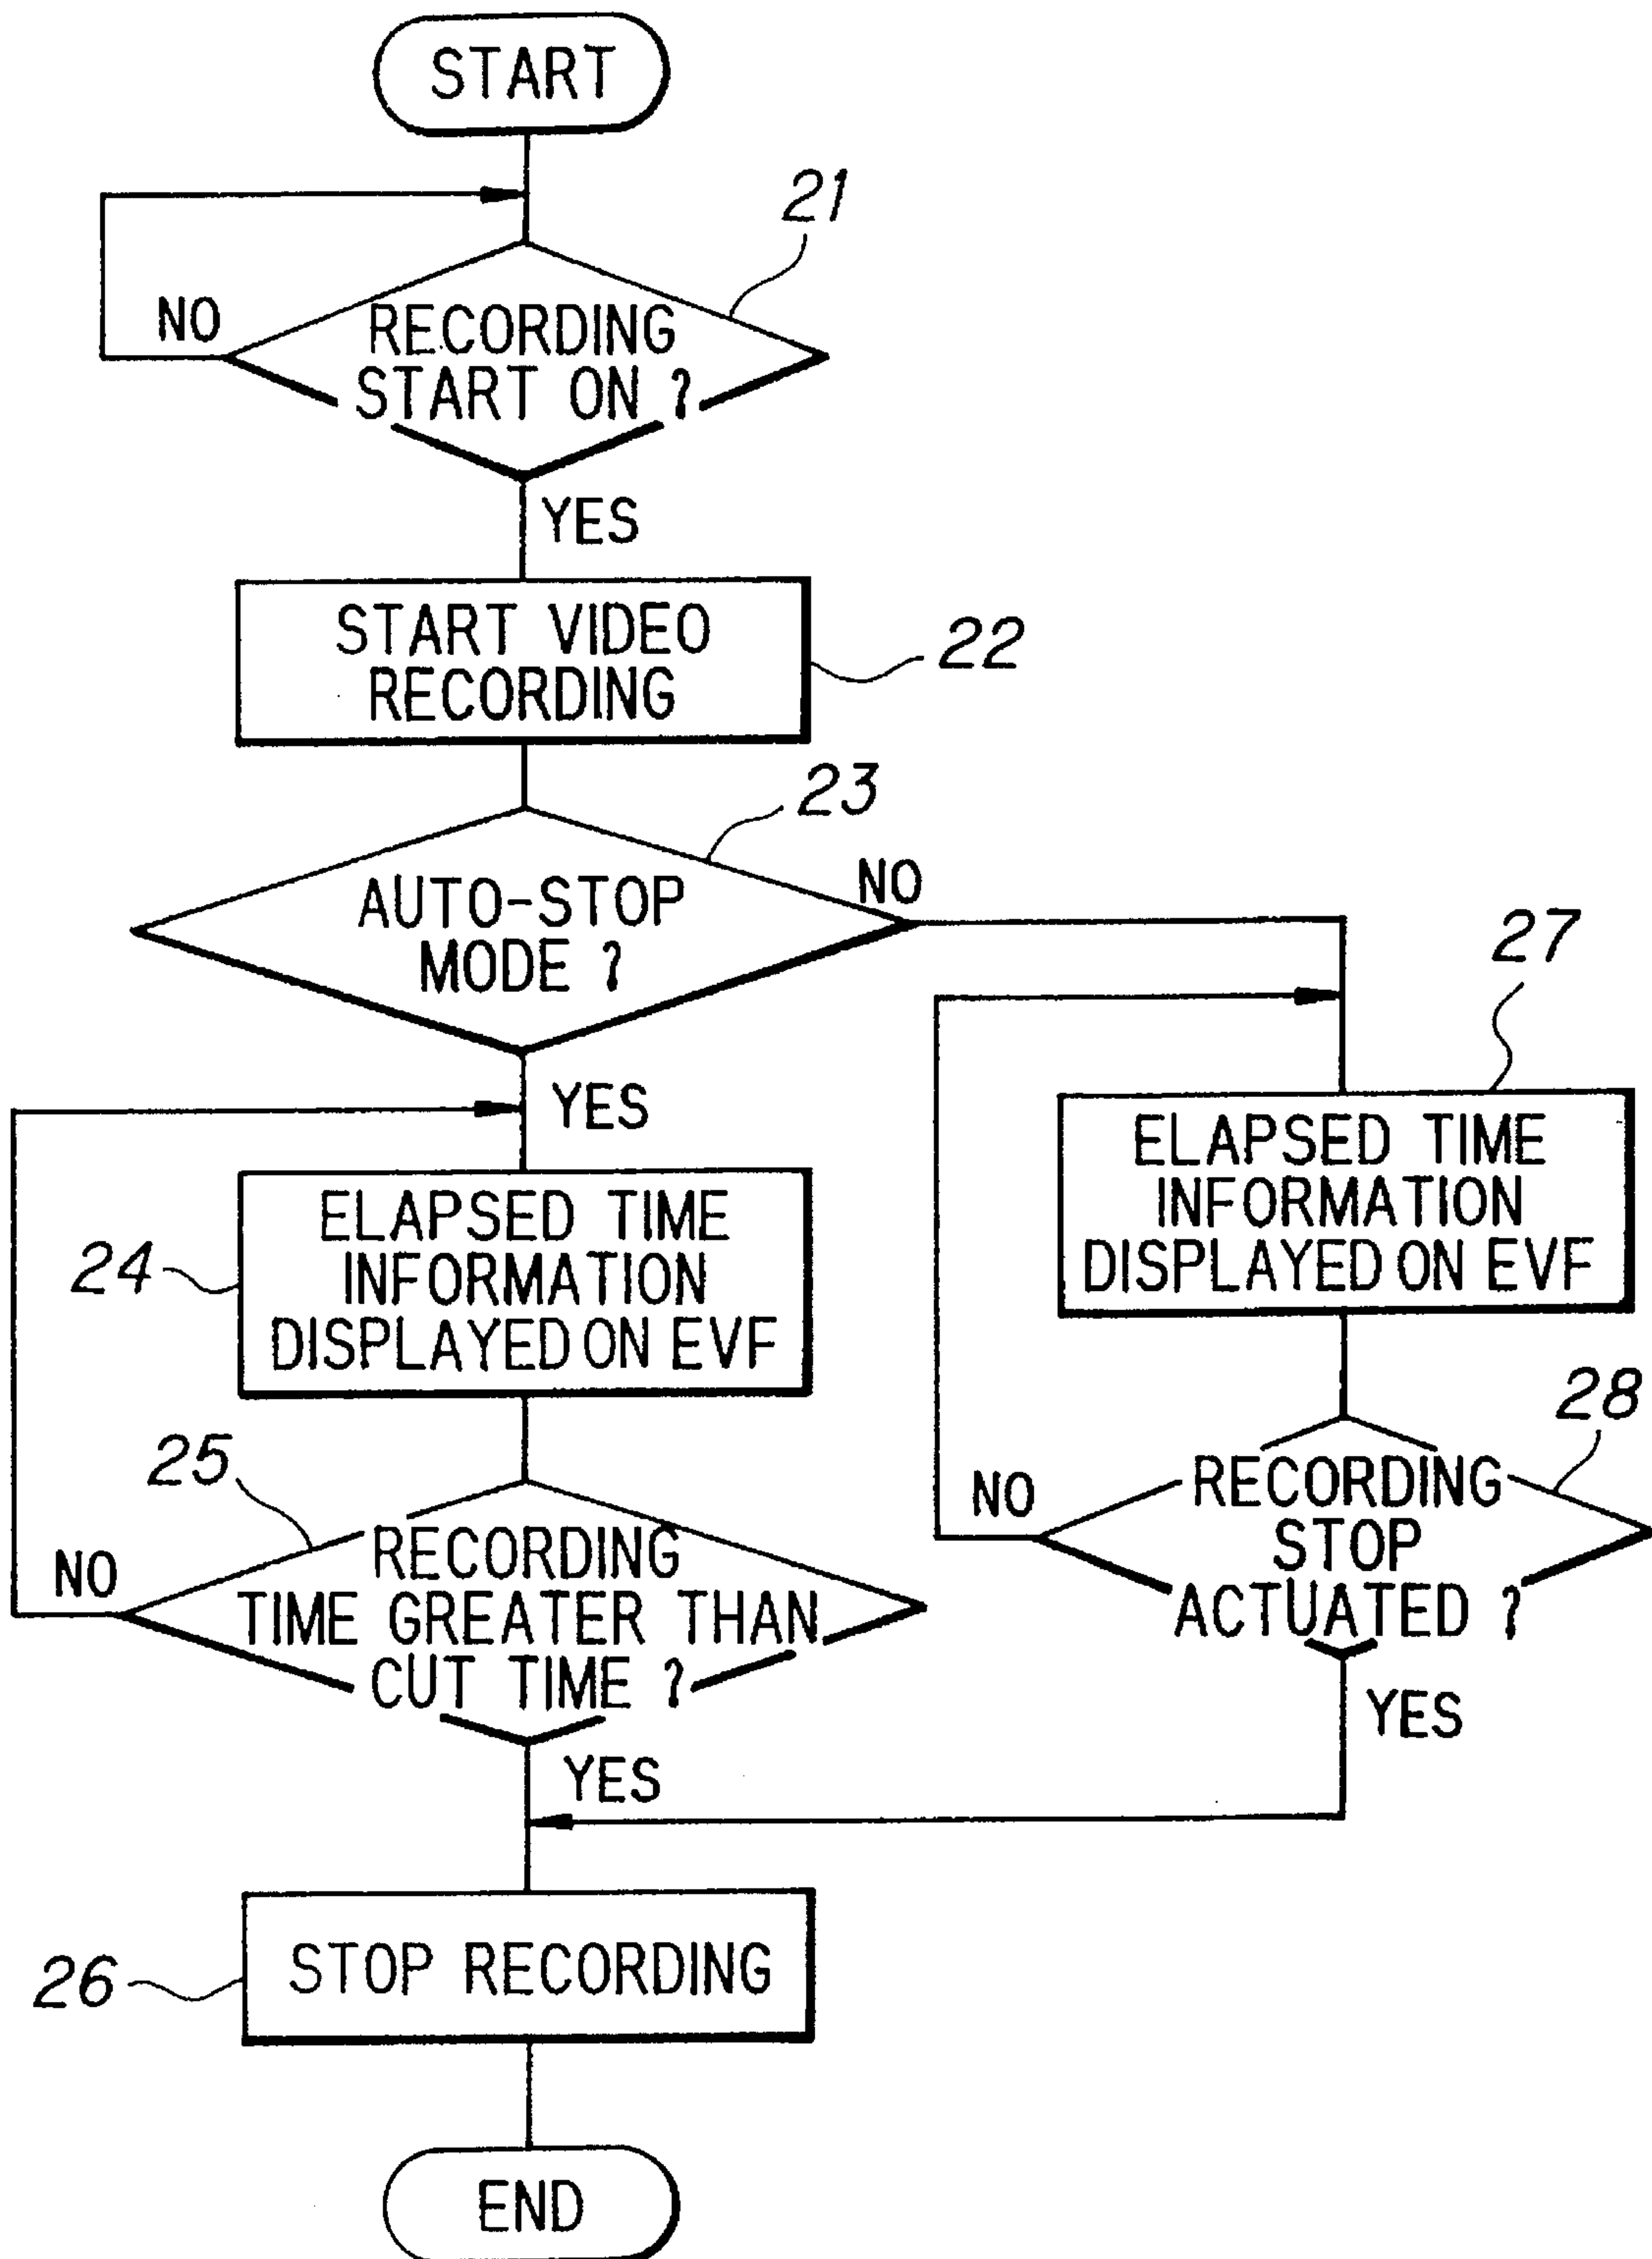 START
21
NO
RECORDING
START ON ?
YES
START VIDEO
RECORDING
22
23
NO
AUTO-STOP
MODE ?
27
YES
ELAPSED TIME
INFORMATION
DISPLAYED ON EVF
24
ELAPSED TIME
INFORMATION
DISPLAYED ON EVF
28
25
NO
RECORDING
STOP
ACTUATED ?
NO
RECORDING
TIME GREATER THAN
CUT TIME ?
YES
YES
26
STOP RECORDING
END